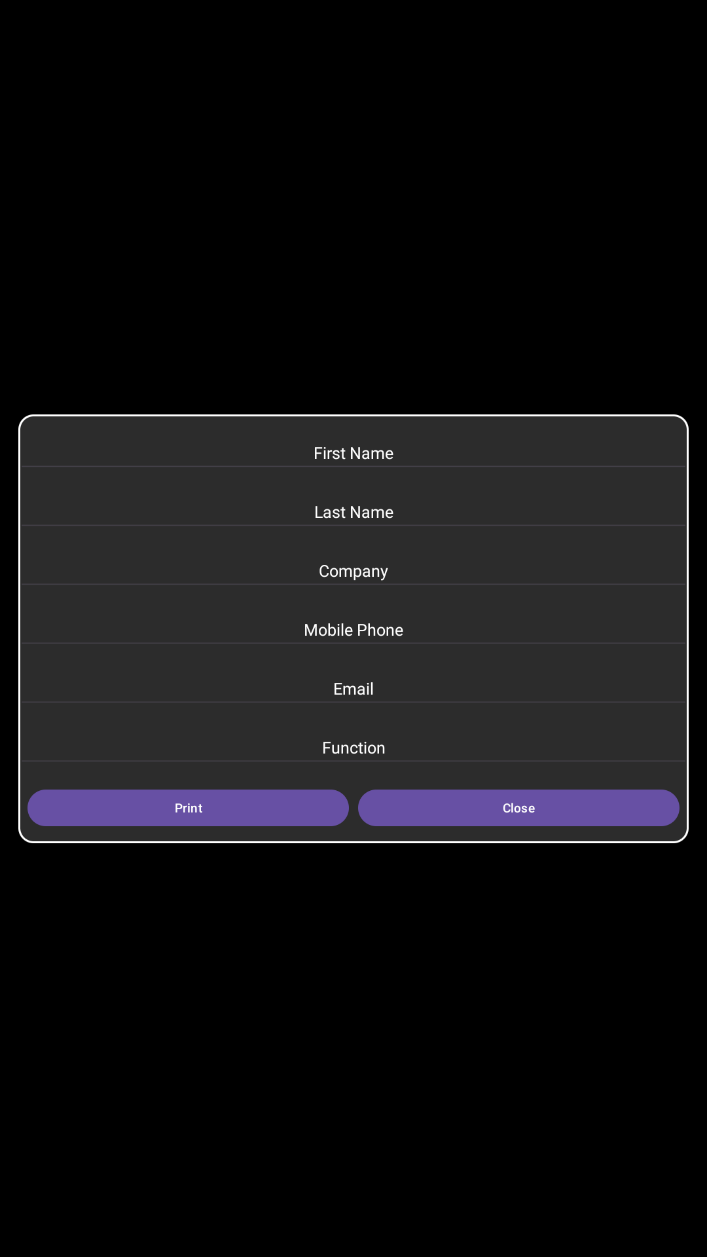 First Name
Last Name
Company
Mobile Phone
Email
Function
Print
Close